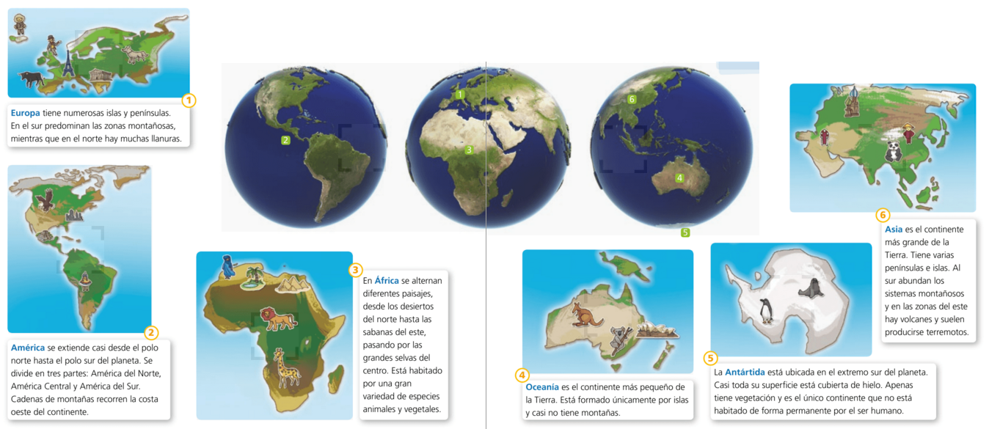 1
Europa tiene numerosas islas y penínsulas.
En el sur predominan las zonas montañosas,
mientras que en el norte hay muchas llanuras.
2
América se extiende casi desde el polo
norte hasta el polo sur del planeta. Se
divide en tres partes: América del Norte,
América Central y América del Sur.
Cadenas de montañas recorren la costa
oeste del continente.
2
1
3
6
4
5
3
En África se alternan
diferentes paisajes,
desde los desiertos
del norte hasta las
sabanas del este,
pasando por las
grandes selvas del
centro. Está habitado
por una gran
variedad de especies
animales y vegetales.
4
Oceanía es el continente más pequeño de
la Tierra. Está formado únicamente por islas
y casi no tiene montañas.
5
La Antártida está ubicada en el extremo sur del planeta.
Casi toda su superficie está cubierta de hielo. Apenas
tiene vegetación y es el único continente que no está
habitado de forma permanente por el ser humano.
6
Asia es el continente
más grande de la
Tierra. Tiene varias
penínsulas e islas. Al
sur abundan los
sistemas montañosos
y en las zonas del este
hay volcanes y suelen
producirse terremotos.